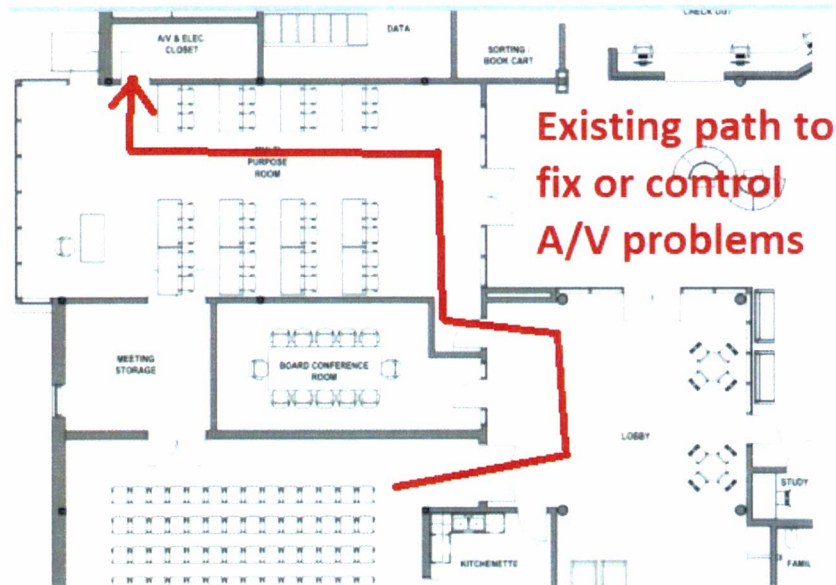 CHECK OUT
A/V & ELEC.
CLOSET
DATA
SORTING /
BOOK CART
Existing path to
fix or control
A/V problems
PURPOSE
ROOM
MEETING
STORAGE
BOARD CONFERENCE
ROOM
LOBBY
STUDY
KITCHENETTE
FAMIL